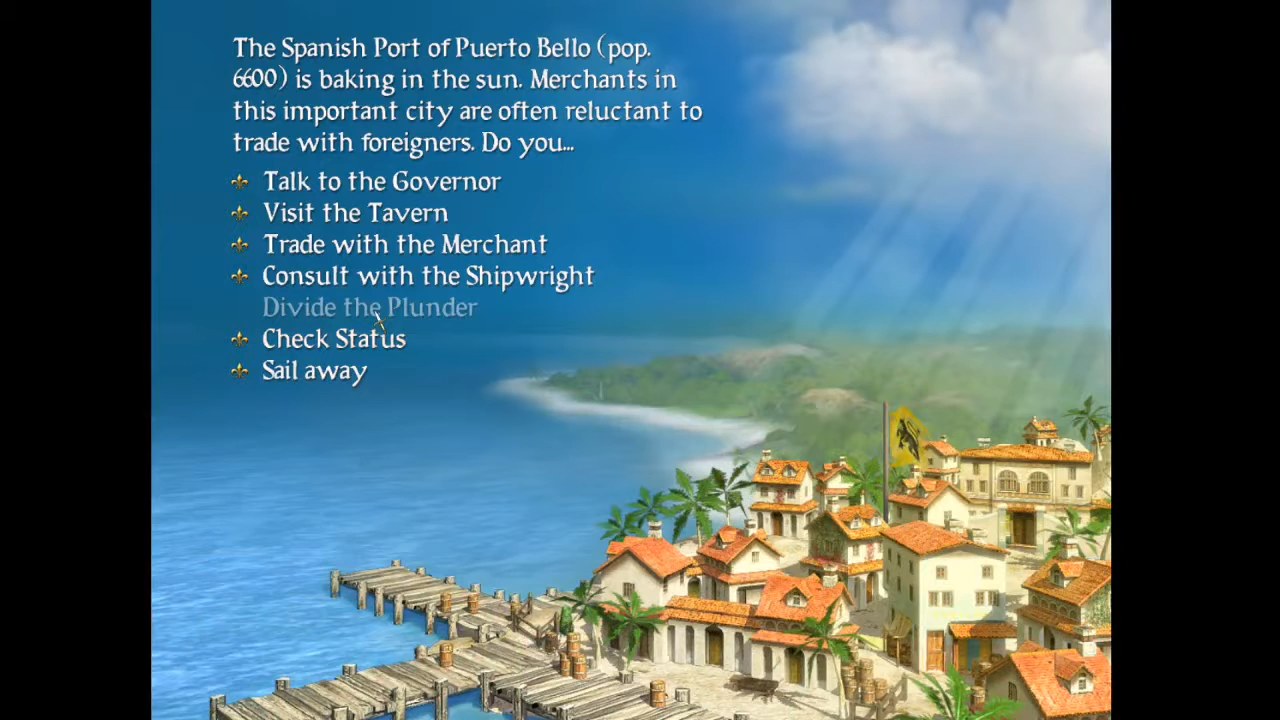 The Spanish Port of Puerto Bello (pop.
6600) is baking in the sun. Merchants in
this important city are often reluctant to
trade with foreigners. Do you...
Talk to the Governor
Visit the Tavern
Trade with the Merchant
Consult with the Shipwright
Divide the Plunder
Check Status
Sail away